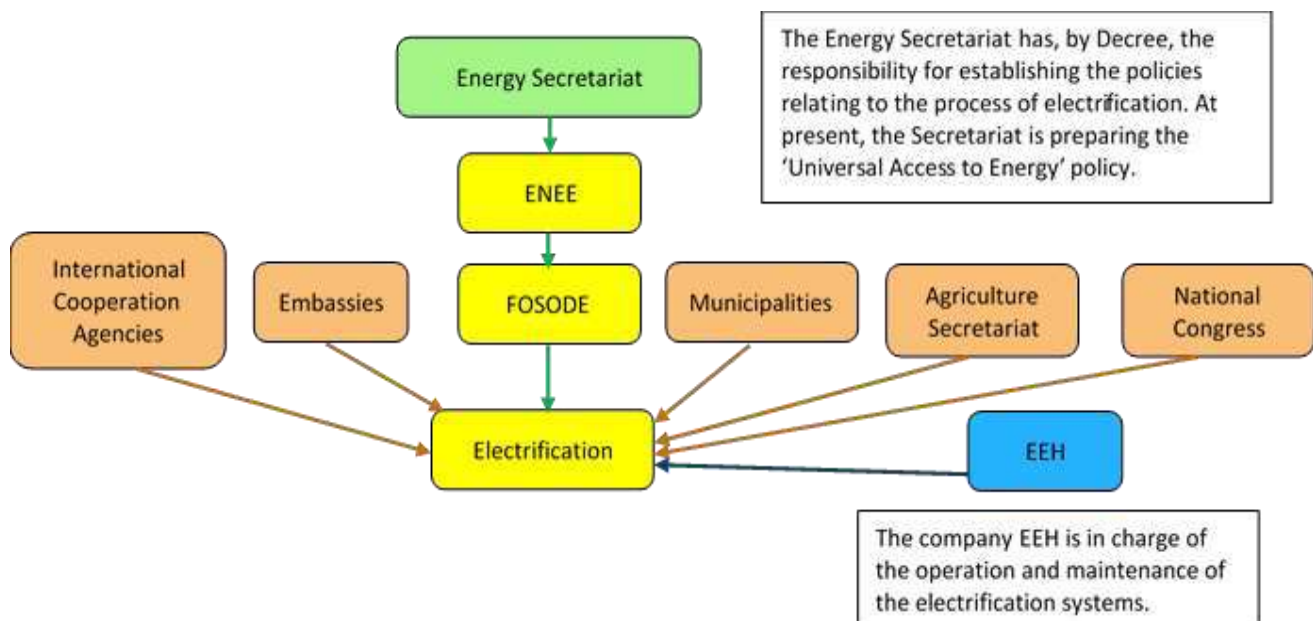 Energy Secretariat
The Energy Secretariat has, by Decree, the
responsibility for establishing the policies
relating to the process of electrification. At
present, the Secretariat is preparing the
‘Universal Access to Energy’ policy.
ENEE
International
Cooperation
Agencies
Embassies
FOSODE
Municipalities
Agriculture
Secretariat
National
Congress
Electrification
EEH
The company EEH is in charge of
the operation and maintenance of
the electrification systems.